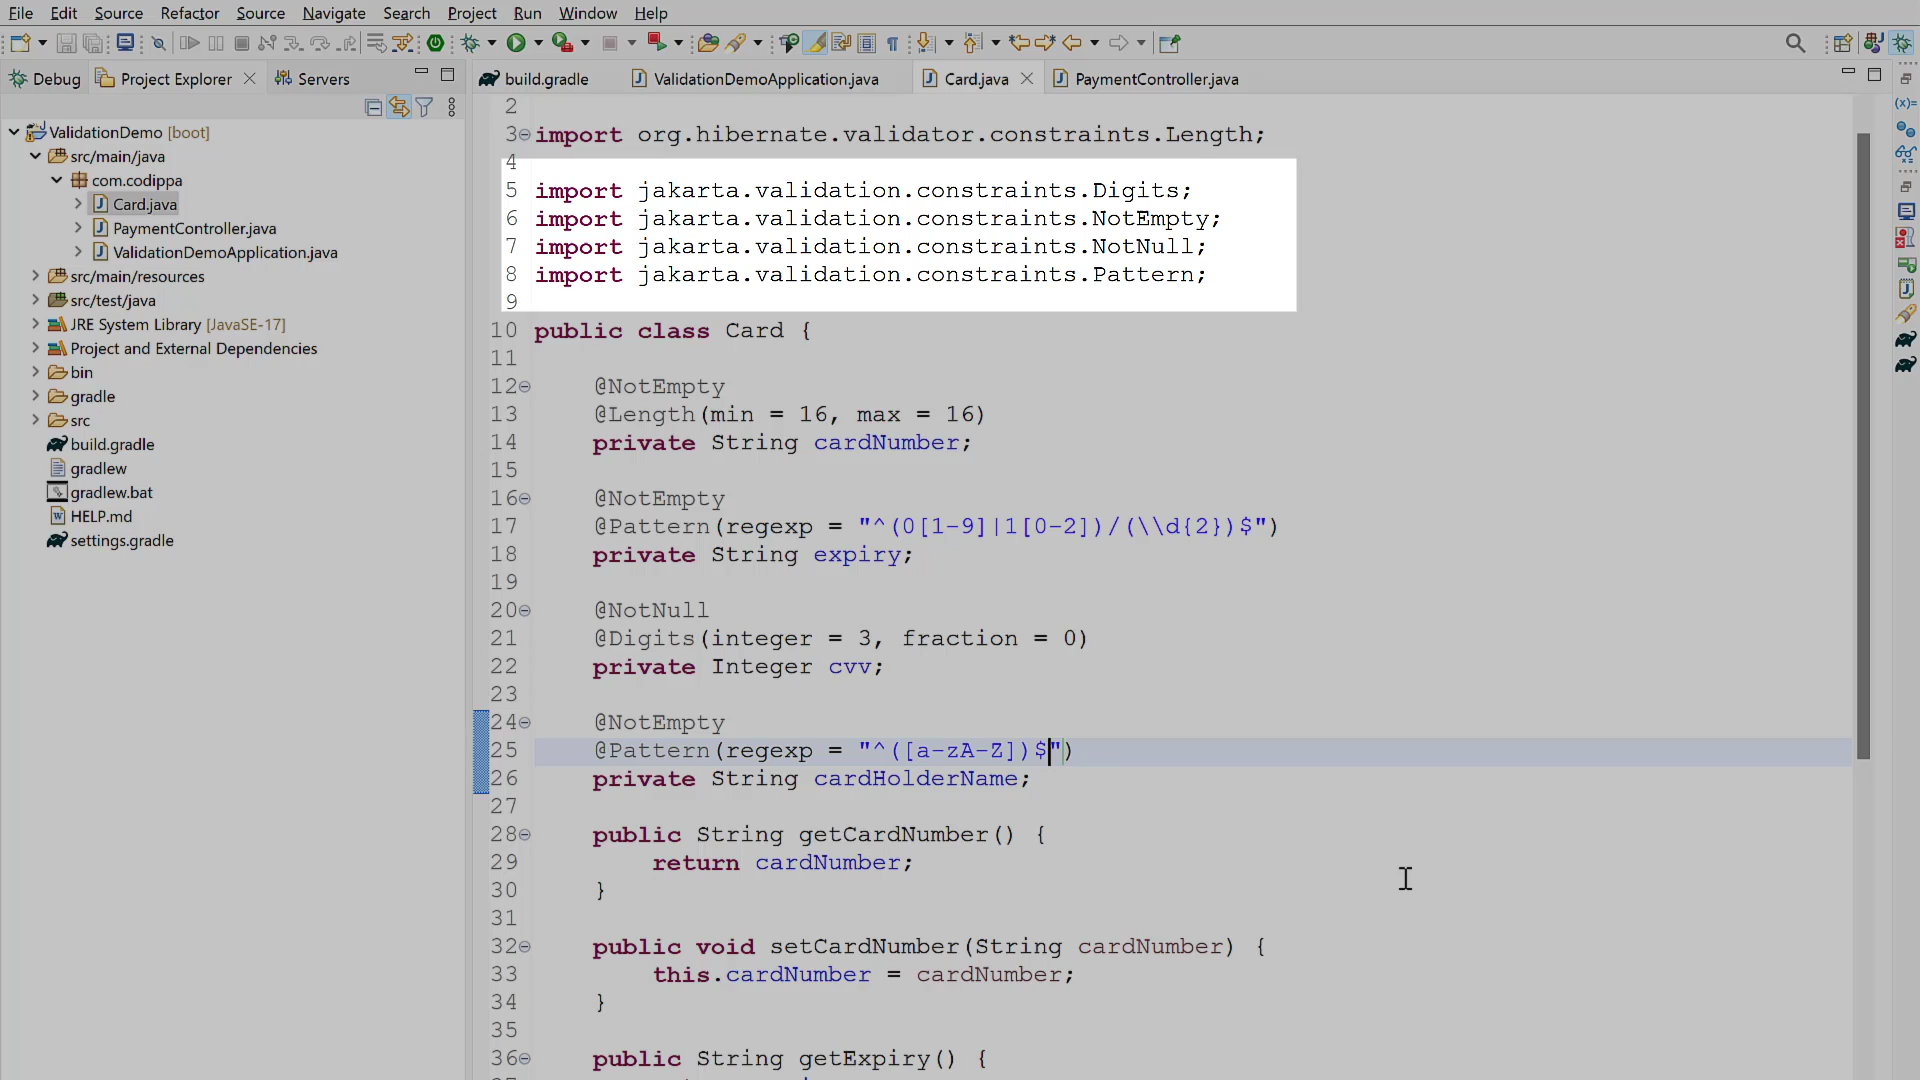 File Edit Source Refactor Source Navigate Search Project Run Window Help
Debug Project Explorer Servers
build.gradle ValidationDemoApplication.java Card.java PaymentController.java
ValidationDemo [boot]
src/main/java
com.codippa
Card.java
PaymentController.java
ValidationDemoApplication.java
src/main/resources
src/test/java
JRE System Library [JavaSE-17]
Project and External Dependencies
bin
gradle
src
build.gradle
gradlew
gradlew.bat
HELP.md
settings.gradle
2
3 import org.hibernate.validator.constraints.Length;
4
5 import jakarta.validation.constraints.Digits;
6 import jakarta.validation.constraints.NotEmpty;
7 import jakarta.validation.constraints.NotNull;
8 import jakarta.validation.constraints.Pattern;
9
10 public class Card {
11
12 @NotEmpty
13 @Length(min = 16, max = 16)
14 private String cardNumber;
15
16 @NotEmpty
17 @Pattern(regexp = "^(0[1-9]|1[0-2])/(\\d{2})$")
18 private String expiry;
19
20 @NotNull
21 @Digits(integer = 3, fraction = 0)
22 private Integer cvv;
23
24 @NotEmpty
25 @Pattern(regexp = "^([a-zA-Z])$")
26 private String cardHolderName;
27
28 public String getCardNumber() {
29 return cardNumber;
30 }
31
32 public void setCardNumber(String cardNumber) {
33 this.cardNumber = cardNumber;
34 }
35
36 public String getExpiry() {